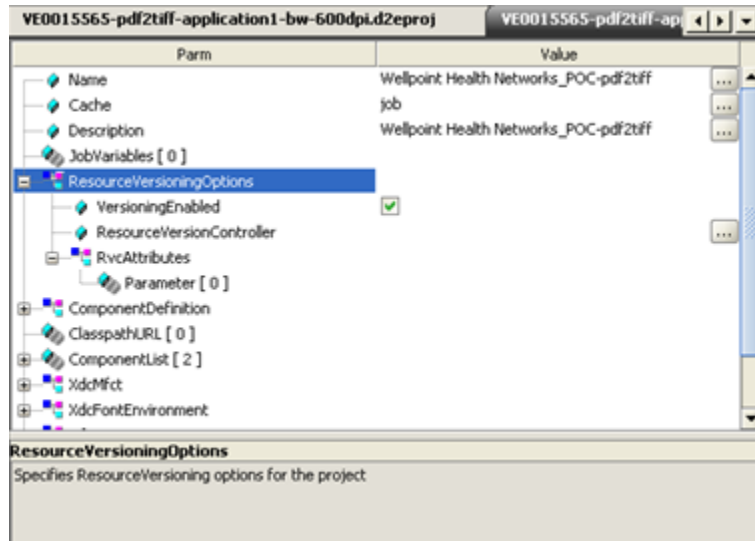 VE0015565-pdf2tiff-application1-bw-600dpi.d2eproj VE0015565-pdf2tiff-app
Parm Value
Name Wellpoint Health Networks_POC-pdf2tiff ...
Cache job ...
Description Wellpoint Health Networks_POC-pdf2tiff ...
JobVariables [ 0 ]
ResourceVersioningOptions
VersioningEnabled
ResourceVersionController ...
RvcAttributes
Parameter [ 0 ]
ComponentDefinition
ClasspathURL [ 0 ]
ComponentList [ 2 ]
XdcMfct
XdcFontEnvironment
ResourceVersioningOptions
Specifies ResourceVersioning options for the project